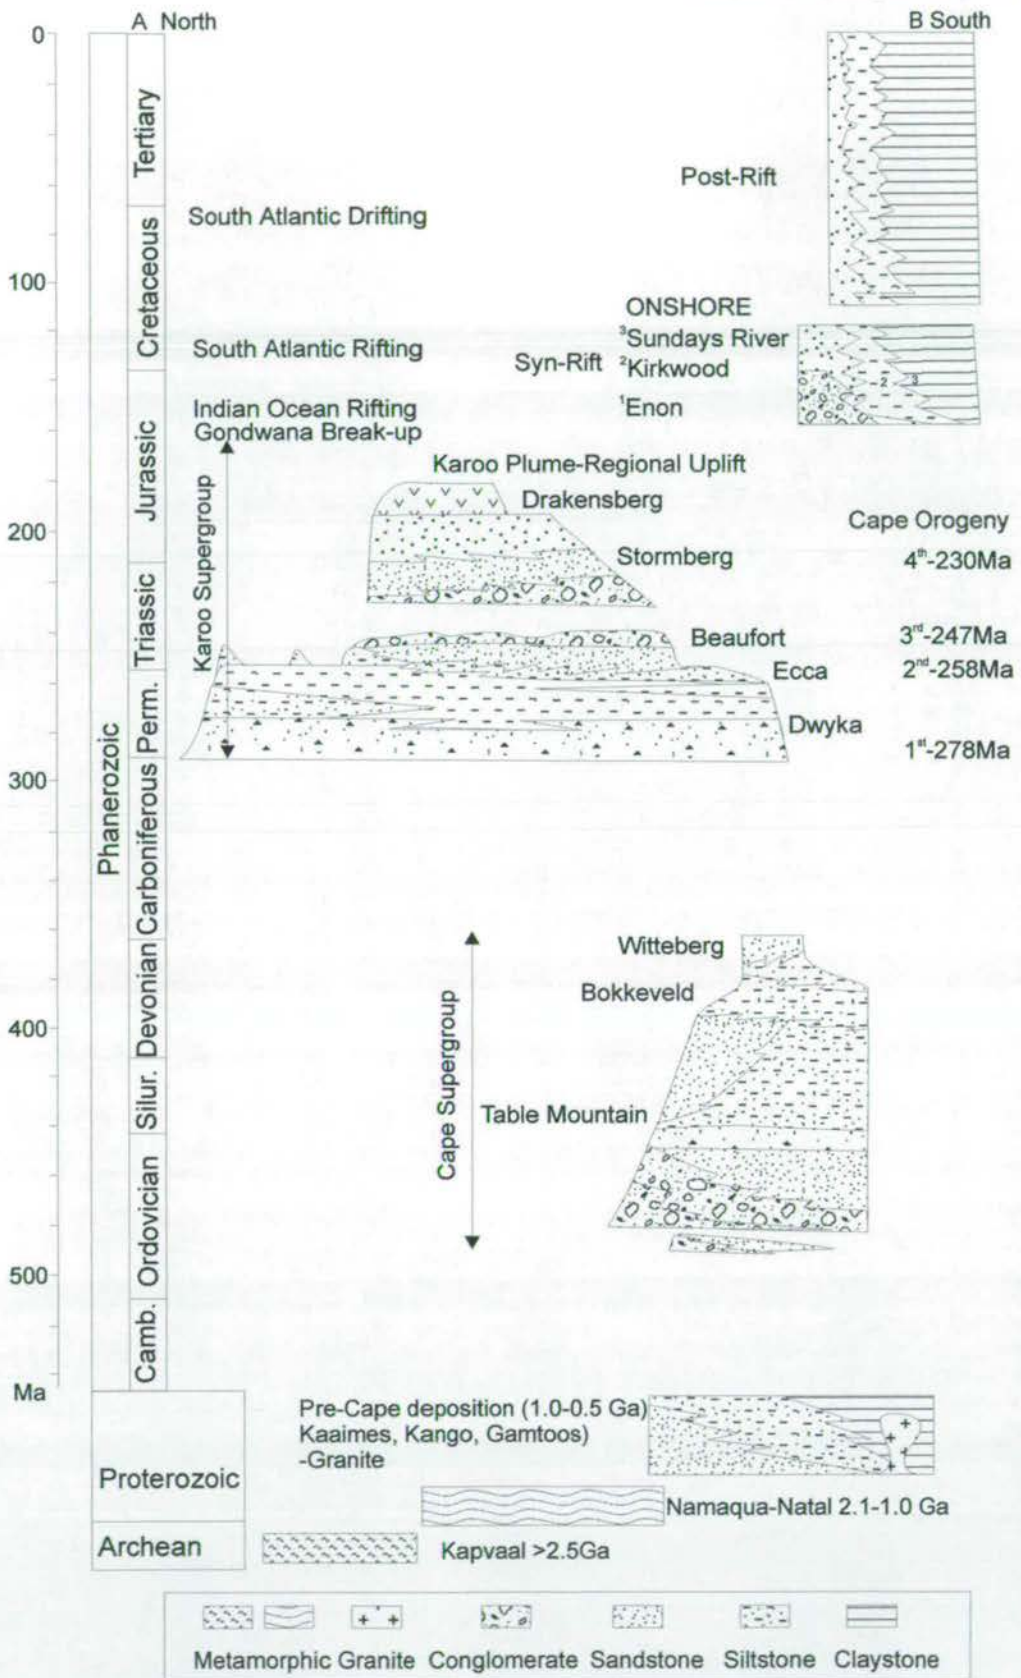 A North
B South
0
Tertiary
Post-Rift
South Atlantic Drifting
Cretaceous
100
ONSHORE
³Sundays River
South Atlantic Rifting
Syn-Rift
²Kirkwood
1 2 3
Indian Ocean Rifting
¹Enon
Gondwana Break-up
Jurassic
Karoo Plume-Regional Uplift
Drakensberg
200
Cape Orogeny
Stormberg
4th-230Ma
Karoo Supergroup
Triassic
Beaufort
3rd-247Ma
Ecca
2nd-258Ma
Perm.
Dwyka
1st-278Ma
300
Phanerozoic
Carboniferous
Witteberg
Devonian
Bokkeveld
400
Cape Supergroup
Silur.
Table Mountain
Ordovician
500
Camb.
Ma
Pre-Cape deposition (1.0-0.5 Ga)
Kaaimes, Kango, Gamtoos)
-Granite
Proterozoic
Namaqua-Natal 2.1-1.0 Ga
Archean
Kapvaal >2.5Ga
Metamorphic Granite Conglomerate Sandstone Siltstone Claystone